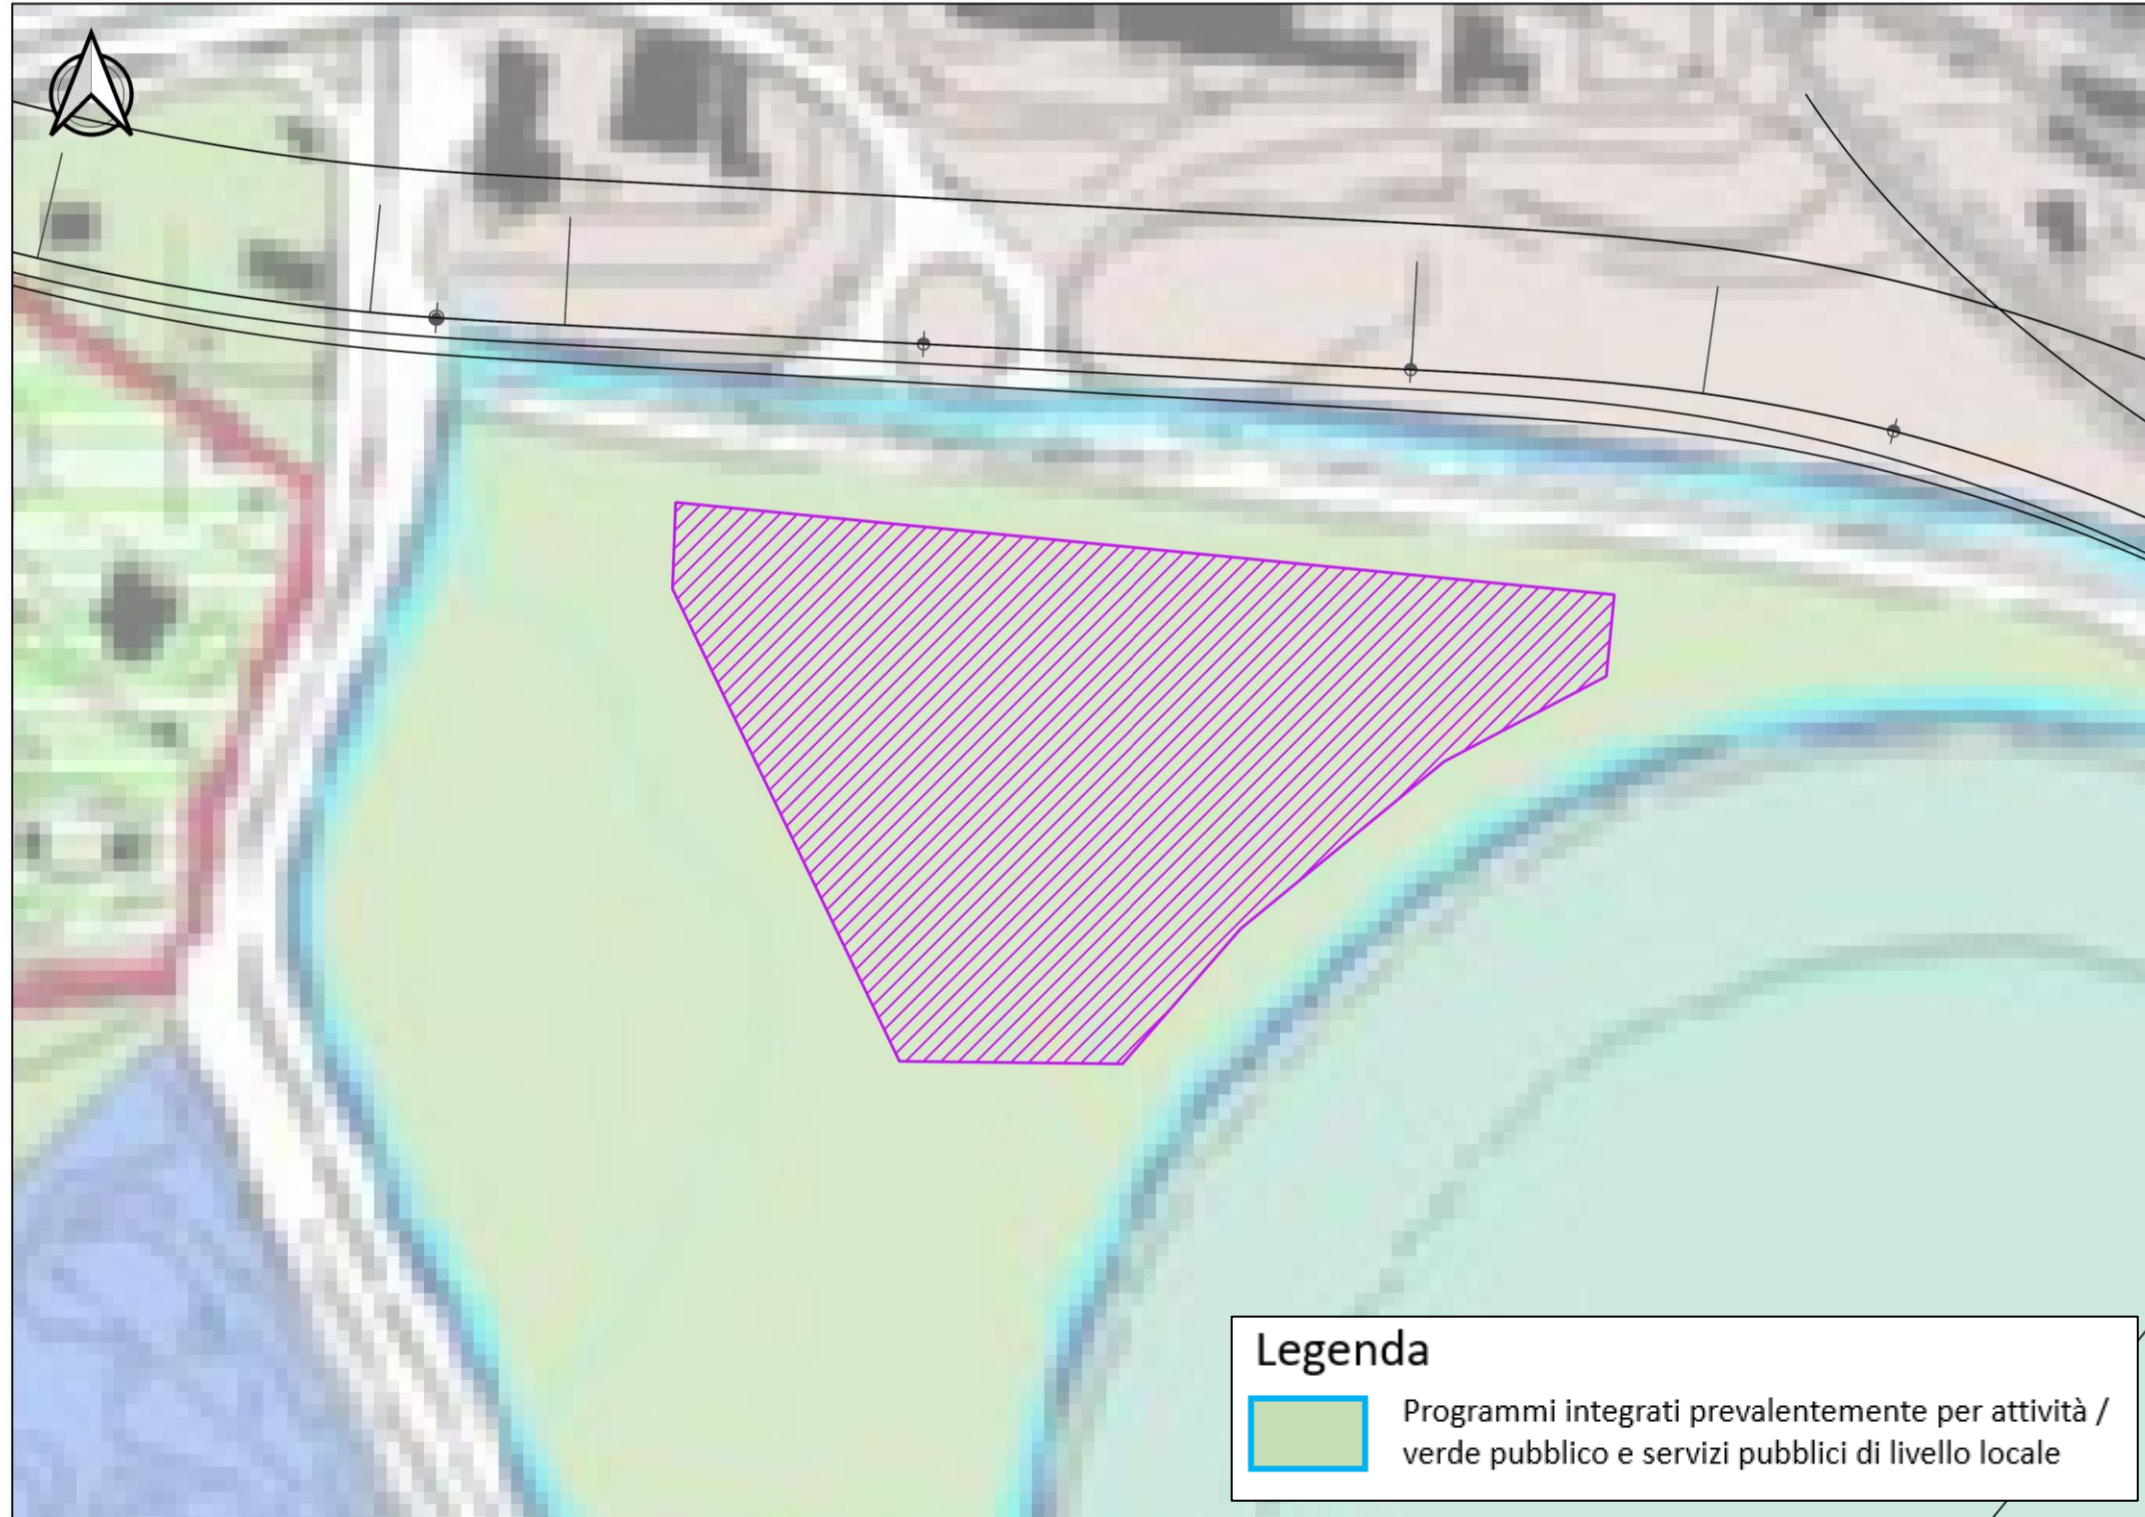 Legenda
Programmi integrati prevalentemente per attività /
verde pubblico e servizi pubblici di livello locale